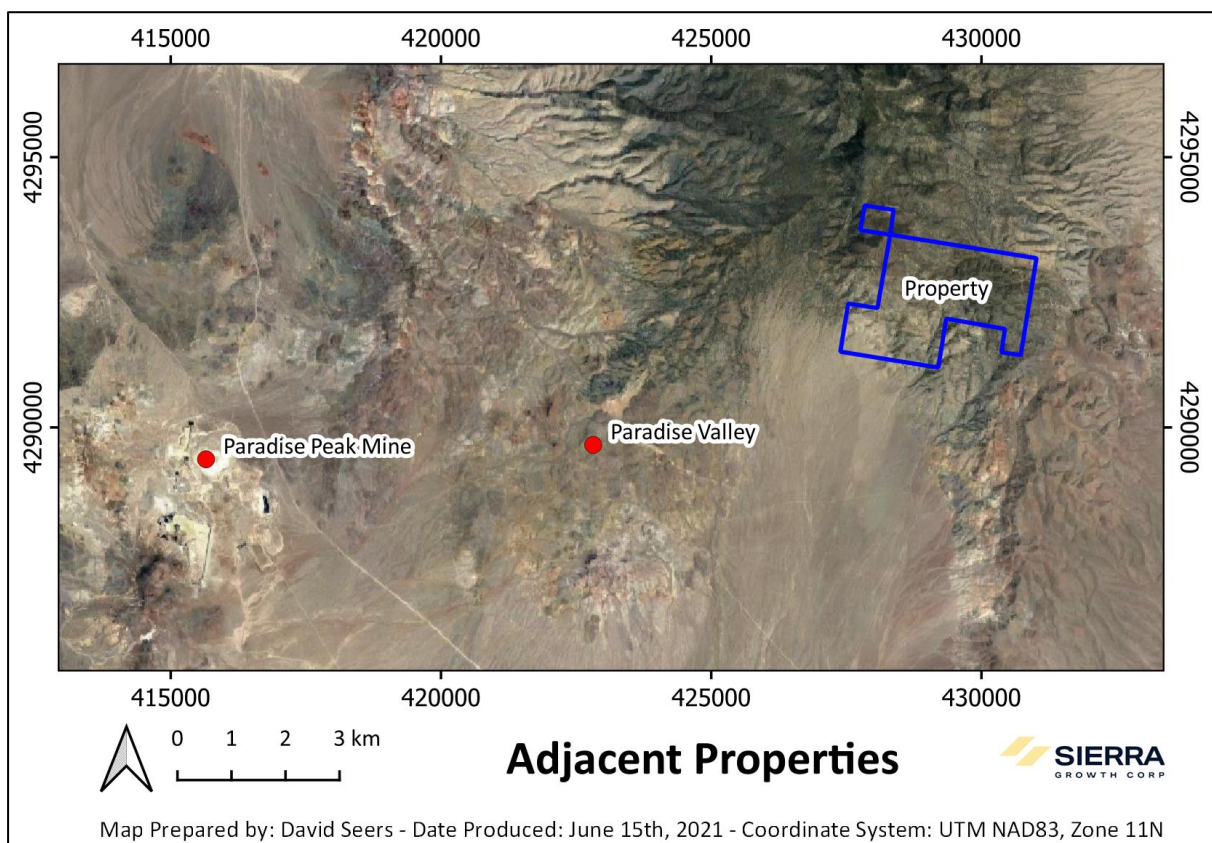 415000 420000 425000 430000
4295000 4295000
Property
4290000 4290000
Paradise Valley
Paradise Peak Mine
415000 420000 425000 430000
0 1 2 3 km
Adjacent Properties
SIERRA
GROWTH CORP
Map Prepared by: David Seers - Date Produced: June 15th, 2021 - Coordinate System: UTM NAD83, Zone 11N